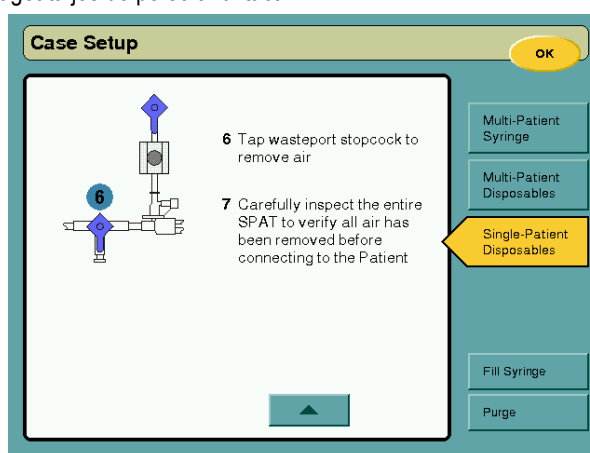 Case Setup
OK
6 Tap wasteport stopcock to
remove air
6
7 Carefully inspect the entire
SPAT to verify all air has
been removed before
connecting to the Patient
Multi-Patient
Syringe
Multi-Patient
Disposables
Single-Patient
Disposables
Fill Syringe
Purge